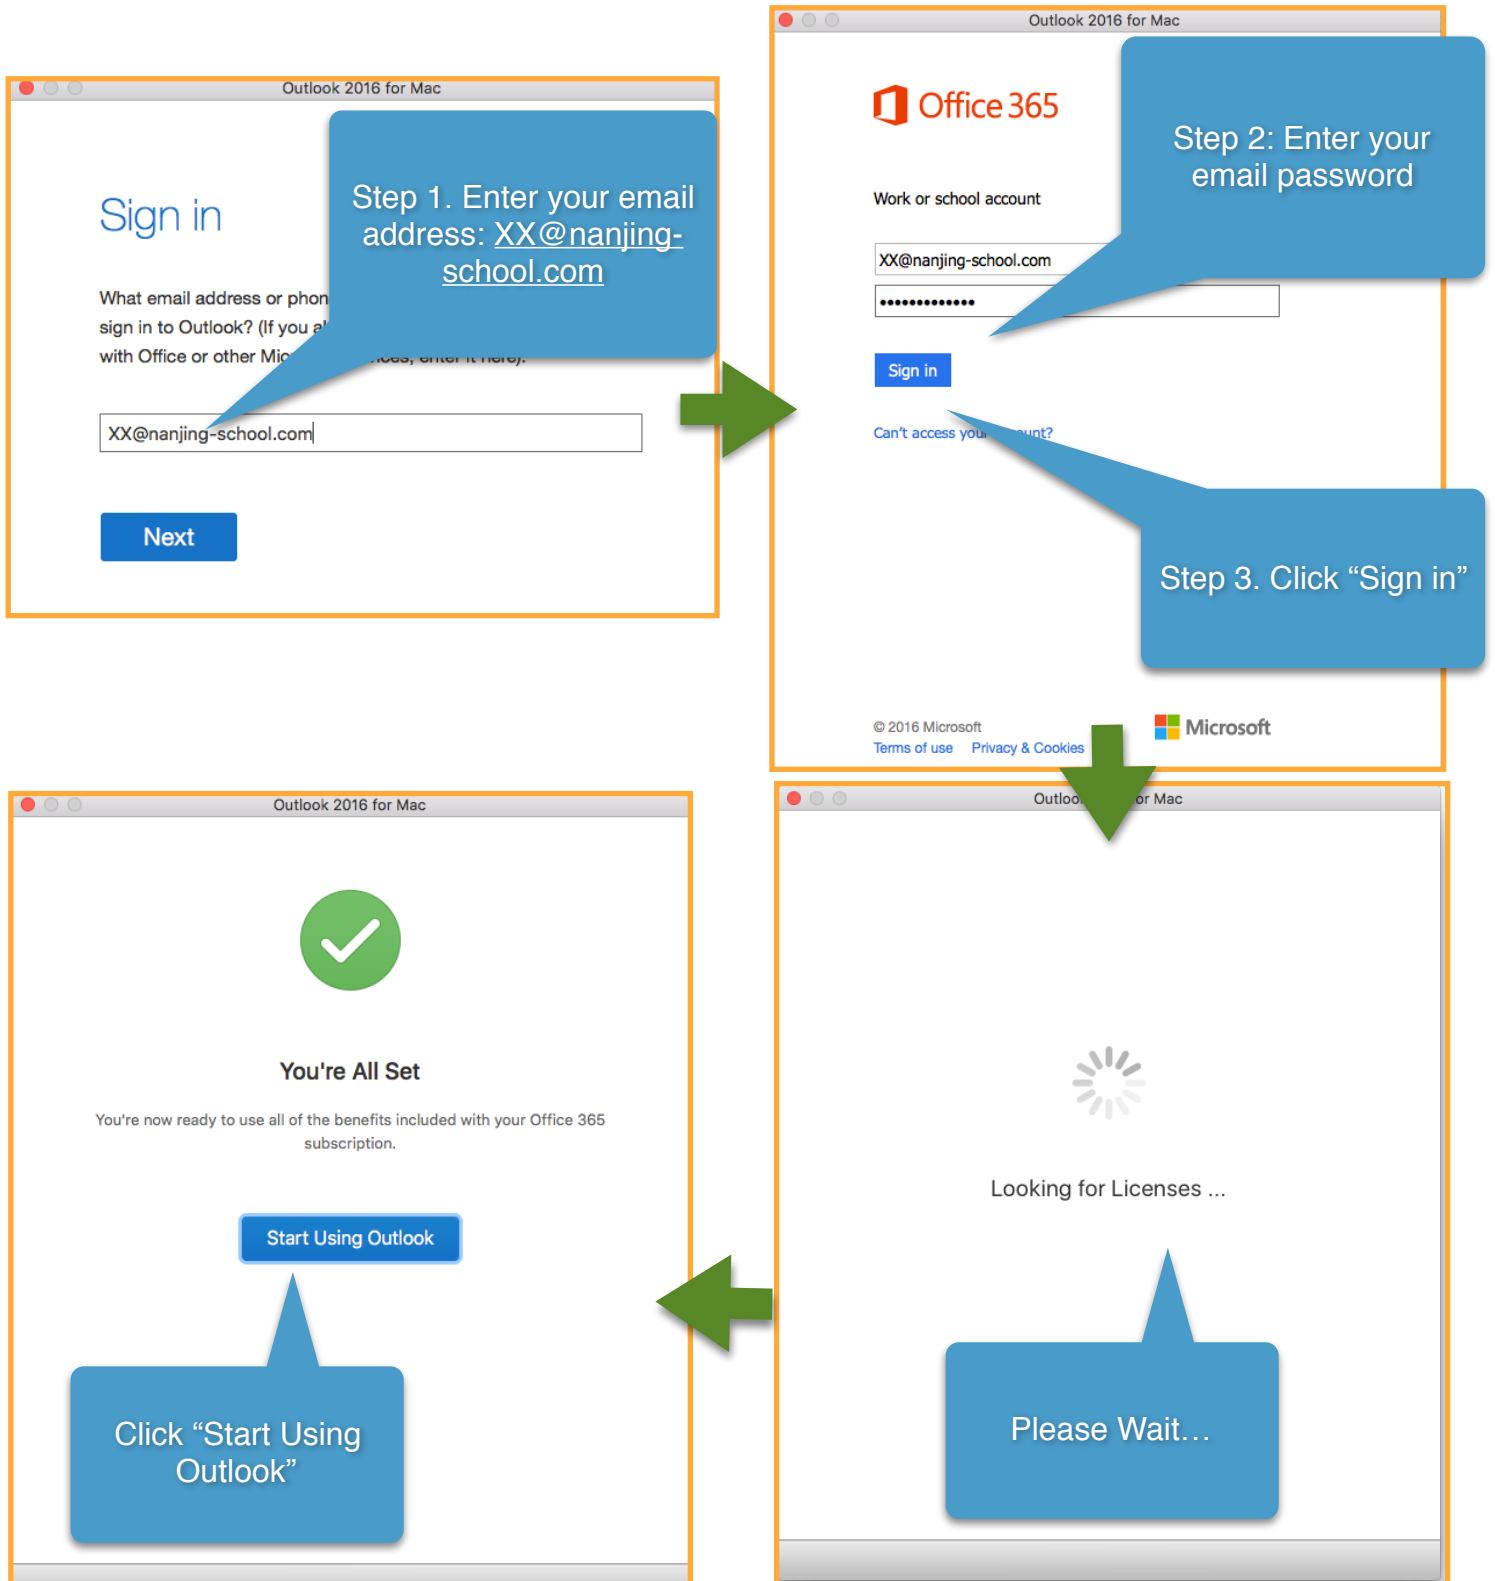 Outlook 2016 for Mac
Sign in
What email address or phon
sign in to Outlook? (If you
with Office or other
enter it here).
Step 1. Enter your email
address: XX@nanjing-
school.com
XX@nanjing-school.com
Next
Outlook 2016 for Mac
Office 365
Step 2: Enter your
email password
Work or school account
XX@nanjing-school.com
•••••••••••••
Sign in
Can't access your
Step 3. Click “Sign in”
© 2016 Microsoft
Terms of use Privacy & Cookies
Microsoft
Outlook 2016 for Mac
You're All Set
You're now ready to use all of the benefits included with your Office 365
subscription.
Start Using Outlook
Click “Start Using
Outlook”
for Mac
Looking for Licenses ...
Please Wait…